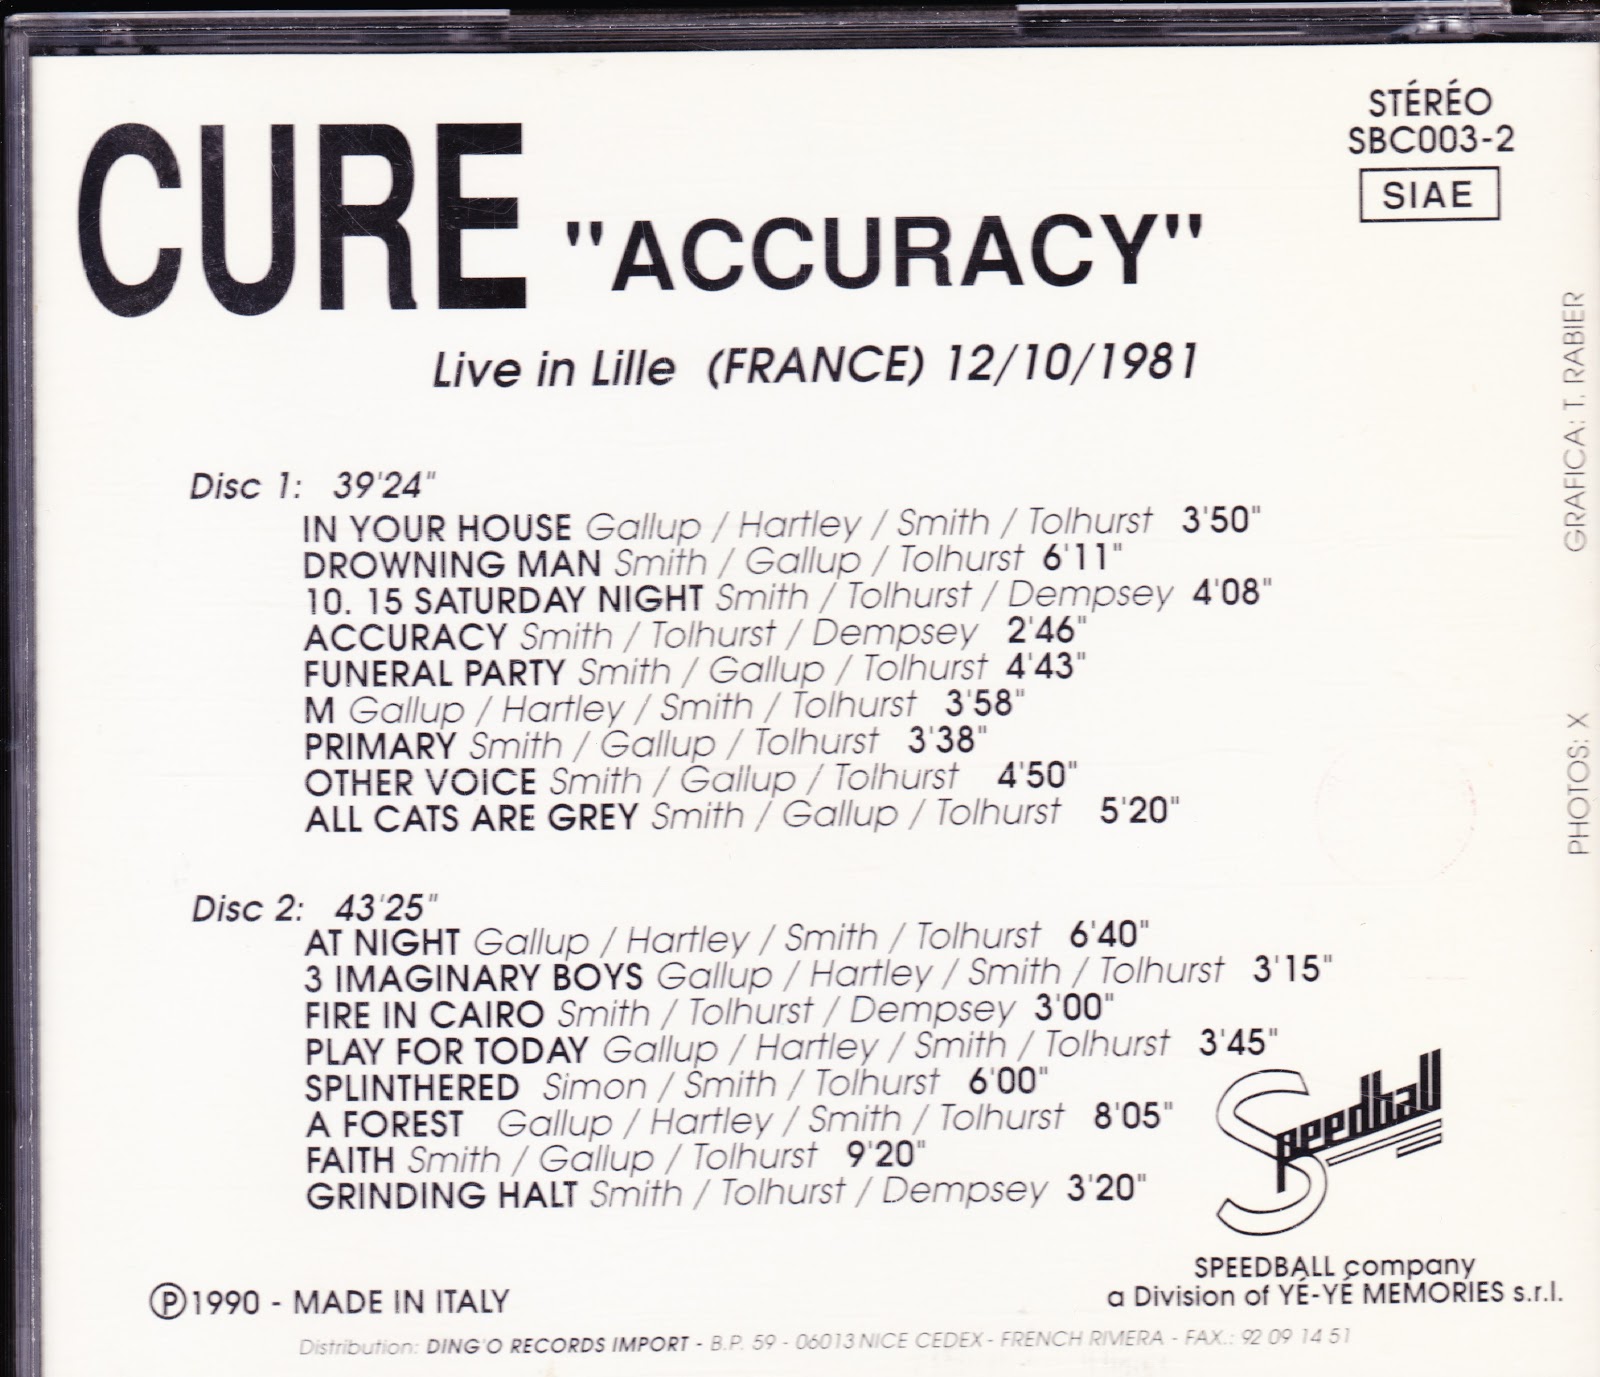 CURE "ACCURACY"
STÉRÉO
SBC003-2
SIAE
Live in Lille (FRANCE) 12/10/1981
Disc 1: 39'24"
IN YOUR HOUSE Gallup / Hartley / Smith / Tolhurst 3'50"
DROWNING MAN Smith / Gallup / Tolhurst 6'11"
10. 15 SATURDAY NIGHT Smith / Tolhurst / Dempsey 4'08"
ACCURACY Smith / Tolhurst / Dempsey 2'46"
FUNERAL PARTY Smith / Gallup / Tolhurst 4'43"
M Gallup / Hartley / Smith / Tolhurst 3'58"
PRIMARY Smith / Gallup / Tolhurst 3'38"
OTHER VOICE Smith / Gallup / Tolhurst 4'50"
ALL CATS ARE GREY Smith / Gallup / Tolhurst 5'20"
Disc 2: 43'25"
AT NIGHT Gallup / Hartley / Smith / Tolhurst 6'40"
3 IMAGINARY BOYS Gallup / Hartley / Smith / Tolhurst 3'15"
FIRE IN CAIRO Smith / Tolhurst / Dempsey 3'00"
PLAY FOR TODAY Gallup / Hartley / Smith / Tolhurst 3'45"
SPLINTHERED Simon / Smith / Tolhurst 6'00"
A FOREST Gallup / Hartley / Smith / Tolhurst 8'05"
FAITH Smith / Gallup / Tolhurst 9'20"
GRINDING HALT Smith / Tolhurst / Dempsey 3'20"
Speedball
SPEEDBALL company
a Division of YÉ-YÉ MEMORIES s.r.l.
℗1990 - MADE IN ITALY
Distribution: DING'O RECORDS IMPORT - B.P. 59 - 06013 NICE CEDEX - FRENCH RIVIERA - FAX.: 92 09 14 51
GRAFICA: T. RABIER
PHOTOS: X